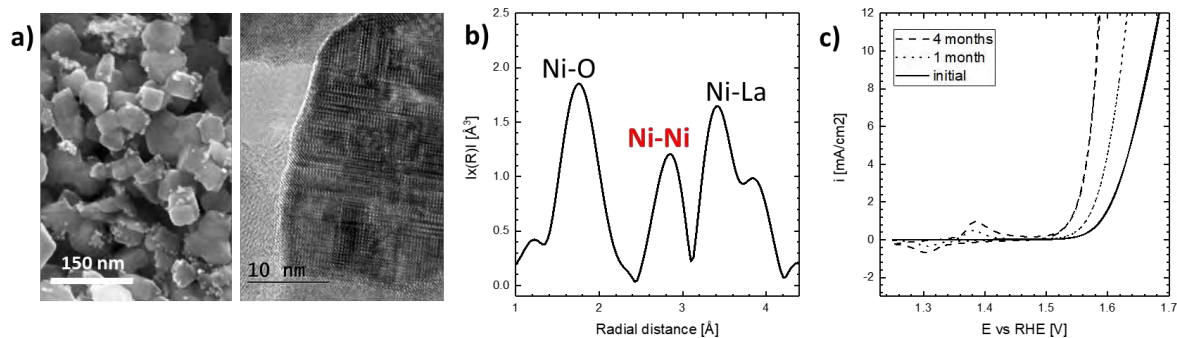 a)
150 nm
10 nm
b)
Ni-O
Ni-Ni
Ni-La
2.5
2.0
1.5
1.0
0.5
0.0
1
2
3
4
|x(R)| [Å³]
Radial distance [Å]
c)
4 months
1 month
initial
12
10
8
6
4
2
0
-2
1.3
1.4
1.5
1.6
1.7
i [mA/cm2]
E vs RHE [V]